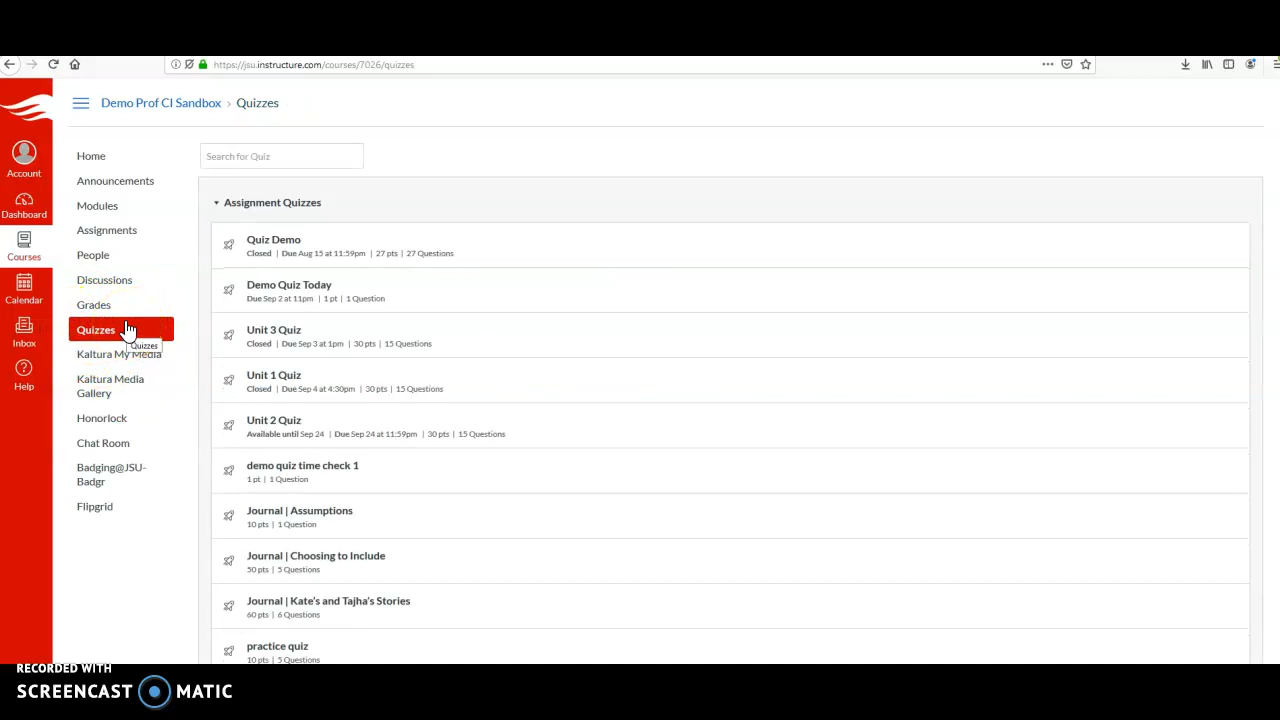 https://jsu.instructure.com/courses/7026/quizzes
Demo Prof CI Sandbox › Quizzes
Account
Dashboard
Courses
Calendar
Inbox
Help
Home
Announcements
Modules
Assignments
People
Discussions
Grades
Quizzes
Quizzes
Kaltura My Media
Kaltura Media
Gallery
Honorlock
Chat Room
Badging@JSU-
Badgr
Flipgrid
Search for Quiz
Assignment Quizzes
Quiz Demo
Closed | Due Aug 15 at 11:59pm | 27 pts | 27 Questions
Demo Quiz Today
Due Sep 2 at 11pm | 1 pt | 1 Question
Unit 3 Quiz
Closed | Due Sep 3 at 1pm | 30 pts | 15 Questions
Unit 1 Quiz
Closed | Due Sep 4 at 4:30pm | 30 pts | 15 Questions
Unit 2 Quiz
Available until Sep 24 | Due Sep 24 at 11:59pm | 30 pts | 15 Questions
demo quiz time check 1
1 pt | 1 Question
Journal | Assumptions
10 pts | 1 Question
Journal | Choosing to Include
50 pts | 5 Questions
Journal | Kate's and Tajha's Stories
60 pts | 6 Questions
practice quiz
10 pts | 5 Questions
RECORDED WITH
SCREENCAST MATIC